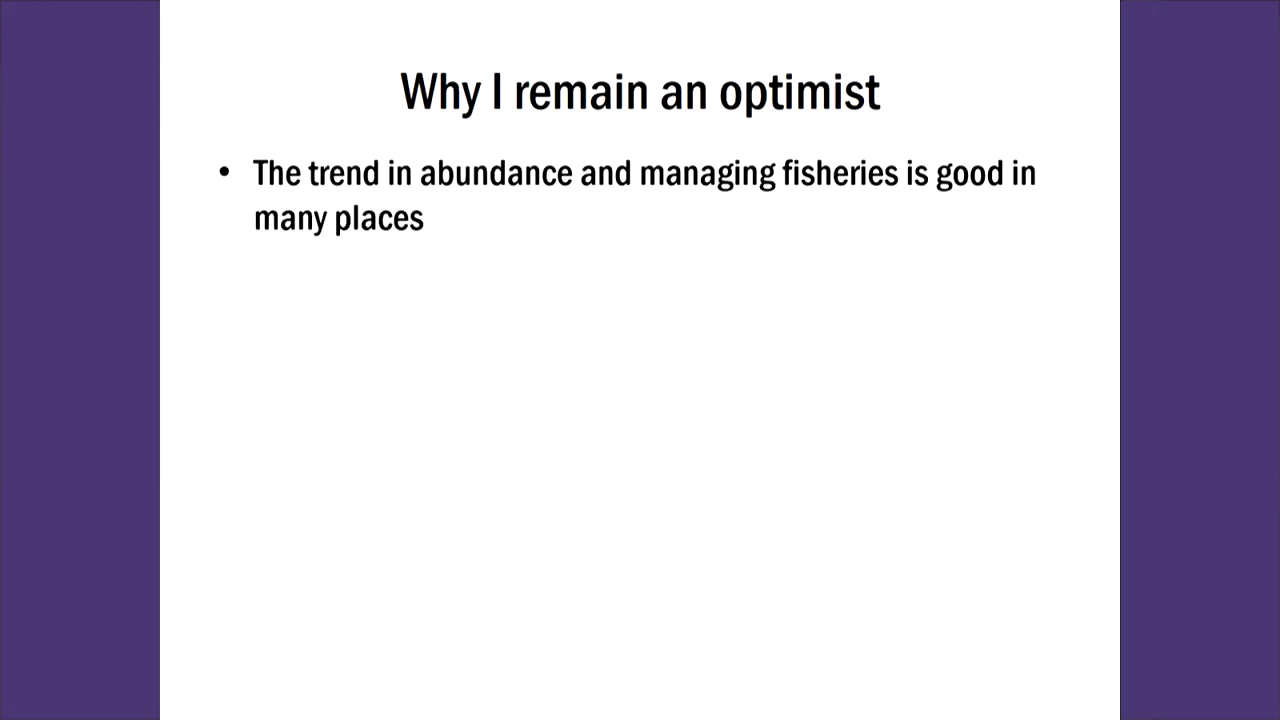 Why I remain an optimist
• The trend in abundance and managing fisheries is good in
many places